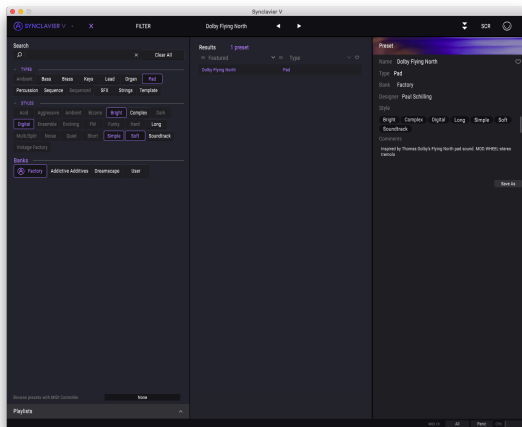 Synclavier V
SYNCLAVIER V
FILTER
Dolby Flying North
SCR
Search
Clear All
TYPES
Ambient Bass Brass Keys Lead Organ Pad
Percussion Sequence Sequenced SFX Strings Template
STYLES
Acid Aggressive Ambient Bizarre Bright Complex Dark
Digital Ensemble Evolving FM Funky Hard Long
Multi/Split Noise Quiet Short Simple Soft Soundtrack
Vintage Factory
Banks
Factory Addictive Additives Dreamscape User
Browse presets with MIDI Controller None
Playlists
Results 1 preset
Featured Type
Dolby Flying North Pad
Preset
Name Dolby Flying North
Type Pad
Bank Factory
Designer Paul Schilling
Style
Bright Complex Digital Long Simple Soft
Soundtrack
Comments
Inspired by Thomas Dolby's Flying North pad sound. MOD WHEEL-stereo
tremolo
Save As
All Panic CPU